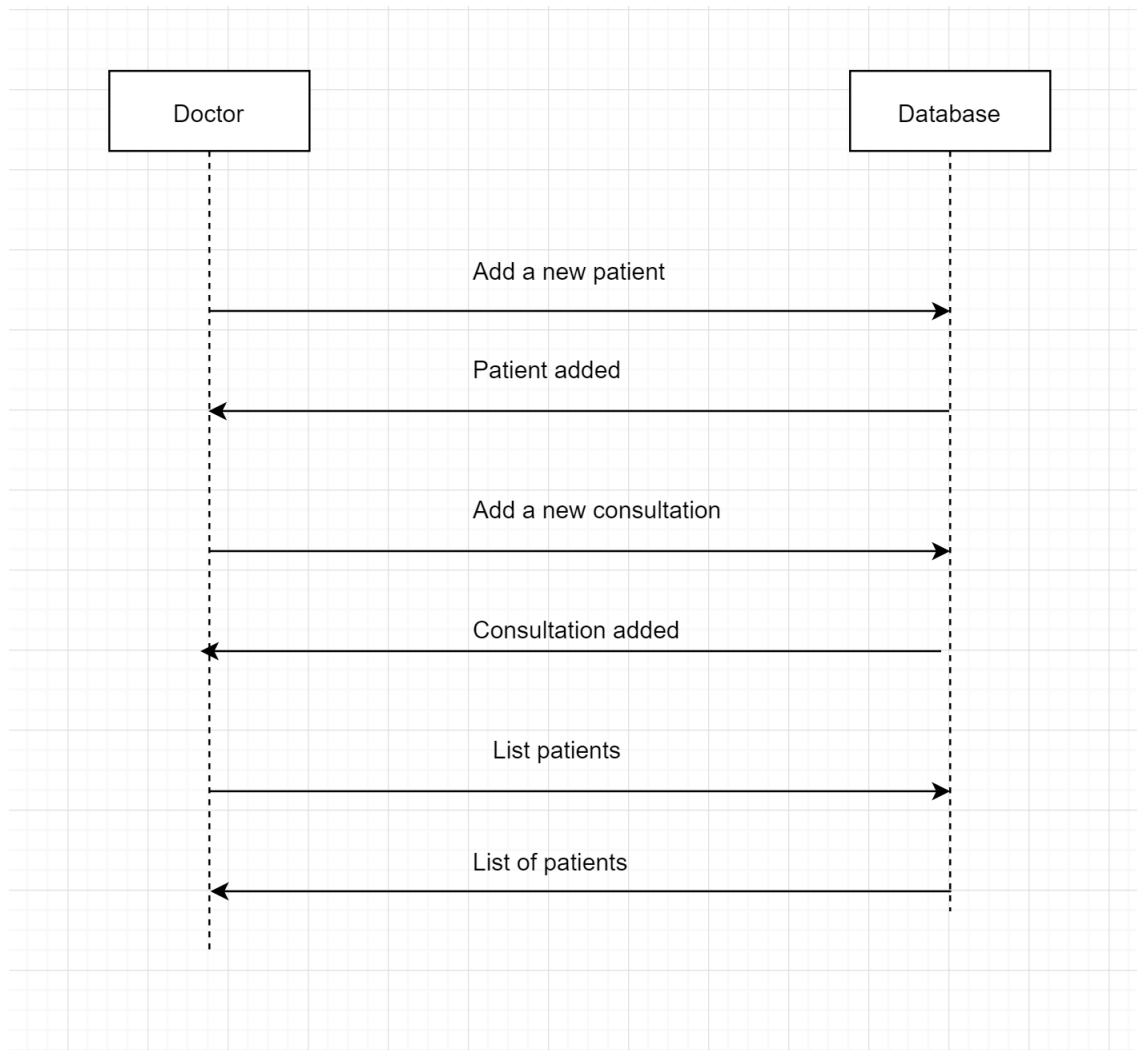 Doctor
Database
Add a new patient
Patient added
Add a new consultation
Consultation added
List patients
List of patients